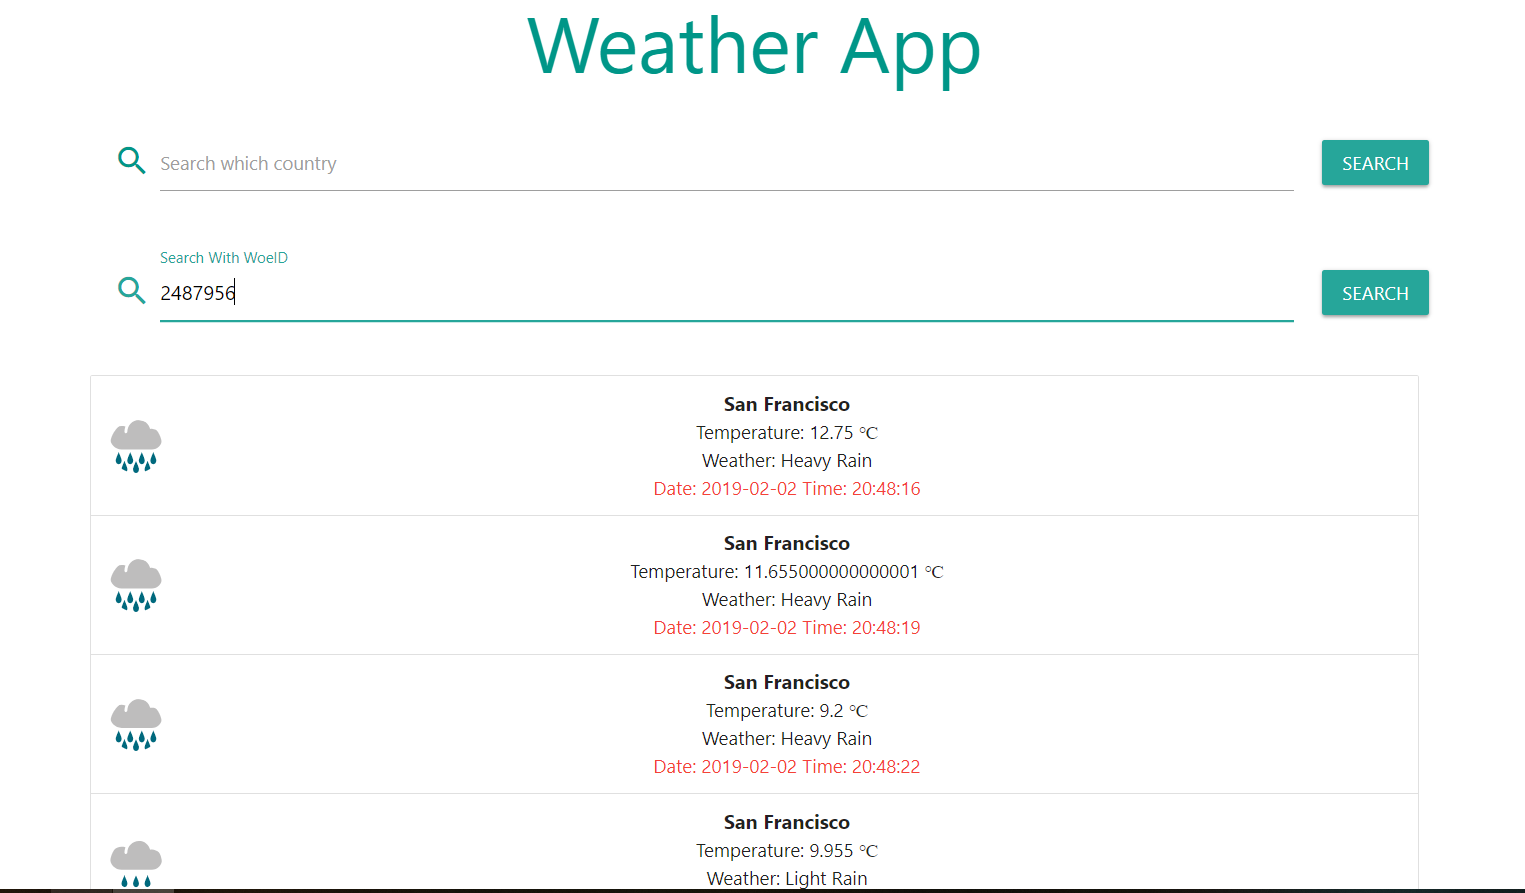 Weather App
Search which country
SEARCH
Search With WoeID
2487956
SEARCH
San Francisco
Temperature: 12.75 °C
Weather: Heavy Rain
Date: 2019-02-02 Time: 20:48:16
San Francisco
Temperature: 11.655000000000001 °C
Weather: Heavy Rain
Date: 2019-02-02 Time: 20:48:19
San Francisco
Temperature: 9.2 °C
Weather: Heavy Rain
Date: 2019-02-02 Time: 20:48:22
San Francisco
Temperature: 9.955 °C
Weather: Light Rain